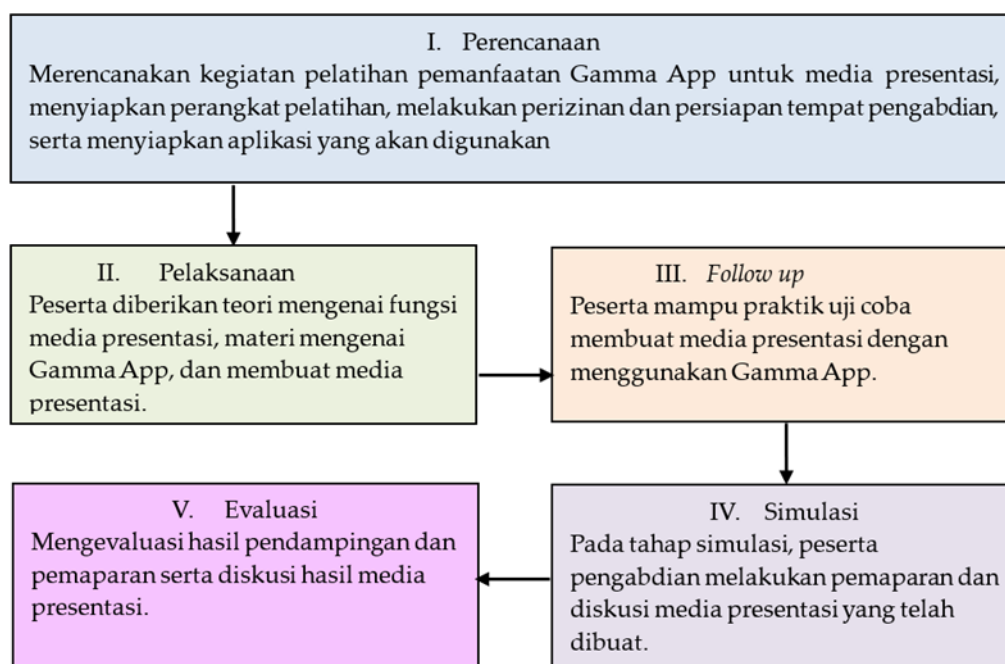 I. Perencanaan
Merencanakan kegiatan pelatihan pemanfaatan Gamma App untuk media presentasi,
menyiapkan perangkat pelatihan, melakukan perizinan dan persiapan tempat pengabdian,
serta menyiapkan aplikasi yang akan digunakan
II. Pelaksanaan
Peserta diberikan teori mengenai fungsi
media presentasi, materi mengenai
Gamma App, dan membuat media
presentasi.
III. Follow up
Peserta mampu praktik uji coba
membuat media presentasi dengan
menggunakan Gamma App.
IV. Simulasi
Pada tahap simulasi, peserta
pengabdian melakukan pemaparan dan
diskusi media presentasi yang telah
dibuat.
V. Evaluasi
Mengevaluasi hasil pendampingan dan
pemaparan serta diskusi hasil media
presentasi.